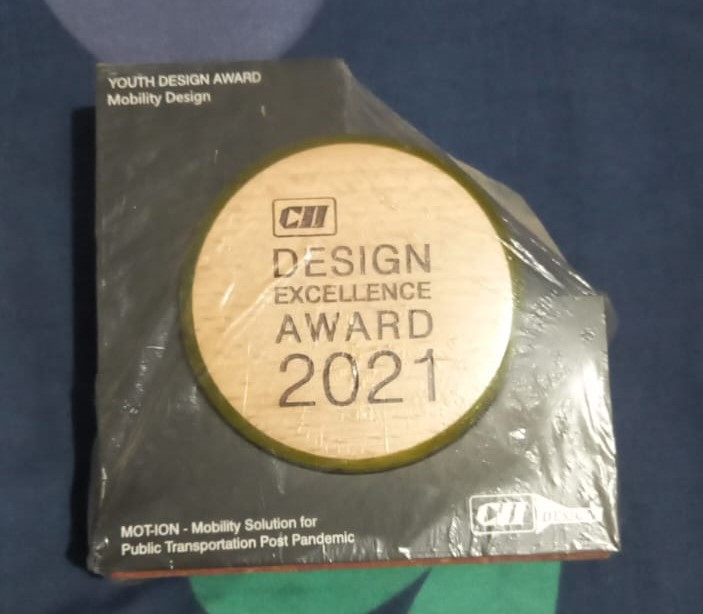 YOUTH DESIGN AWARD
Mobility Design
CII
DESIGN
EXCELLENCE
AWARD
2021
MOT-ION - Mobility Solution for
Public Transportation Post Pandemic
CII DESIGN